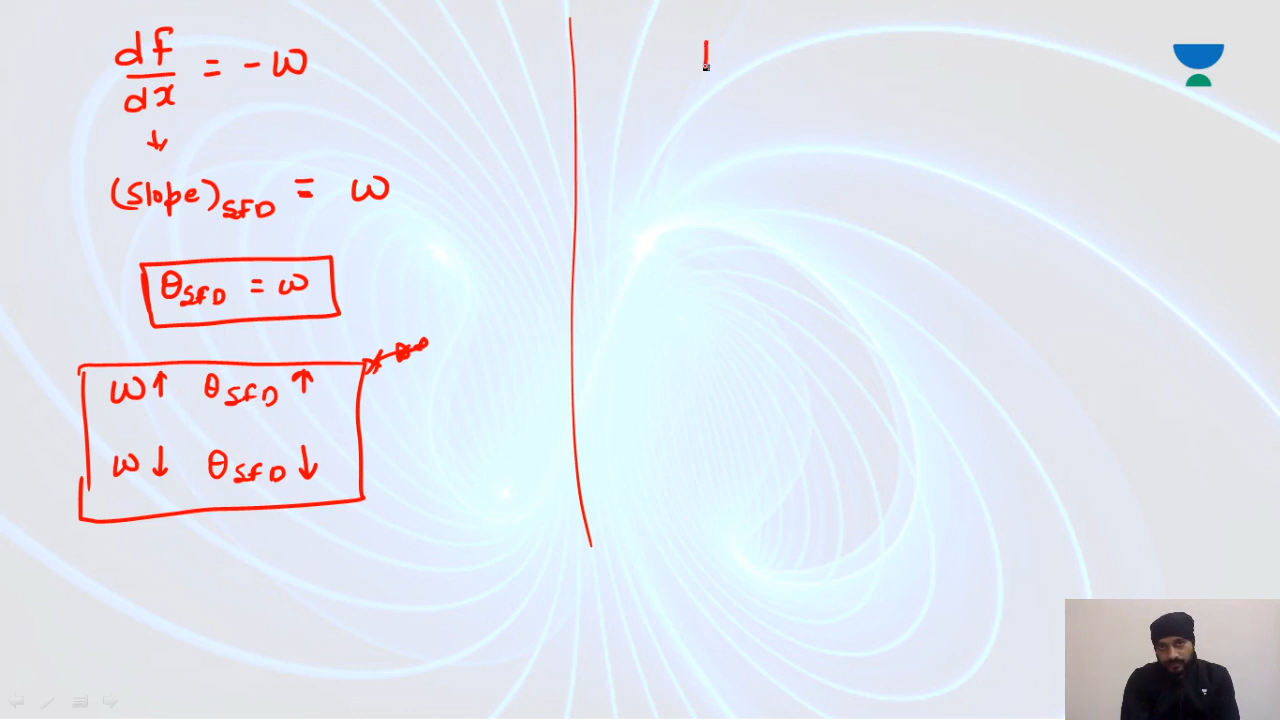 df/dx = -ω
↓
(slope)SFD = ω
θSFD = ω
ω↑ θSFD↑
ω↓ θSFD↓